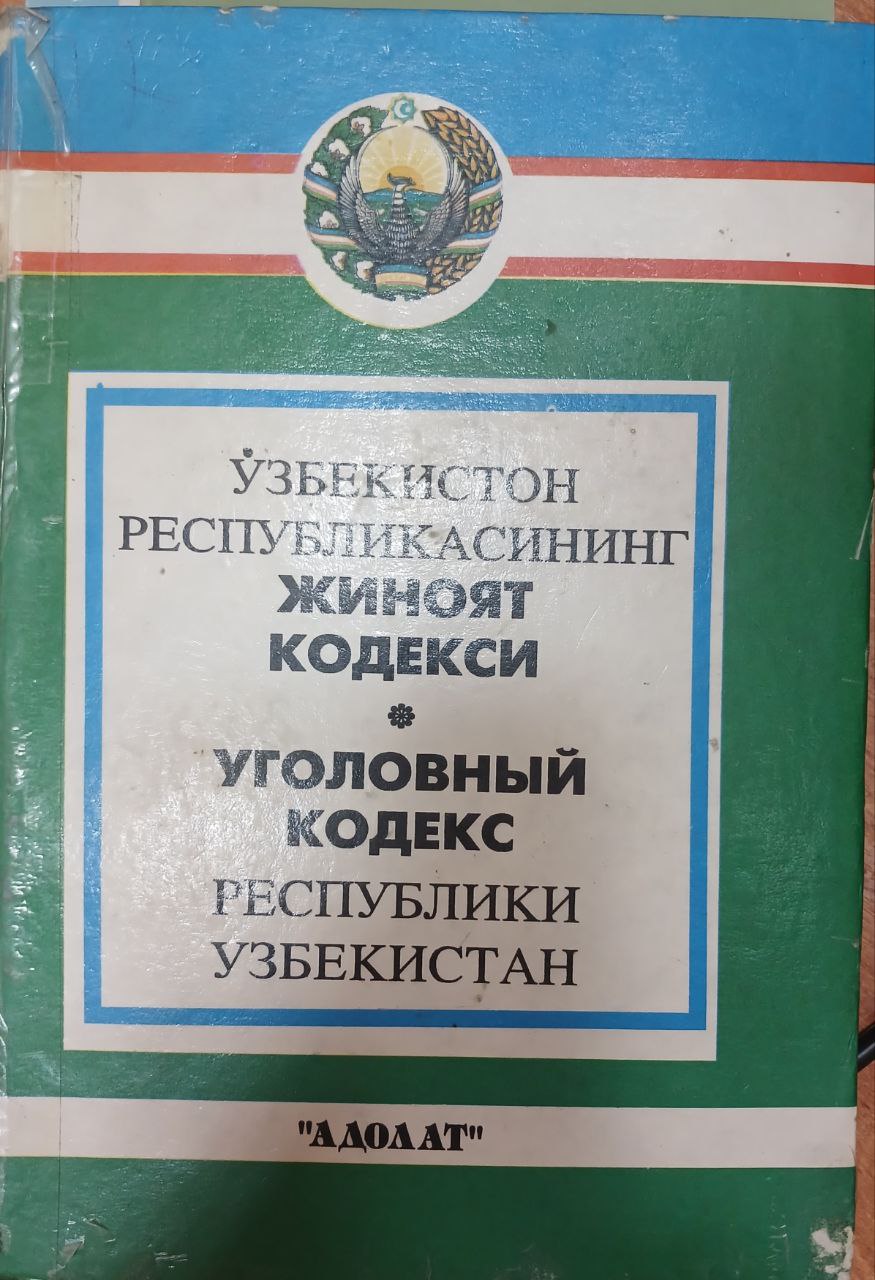 ЎЗБЕКИСТОН
РЕСПУБЛИКАСИНИНГ
ЖИНОЯТ
КОДЕКСИ
УГОЛОВНЫЙ
КОДЕКС
РЕСПУБЛИКИ
УЗБЕКИСТАН
"АДОЛАТ"